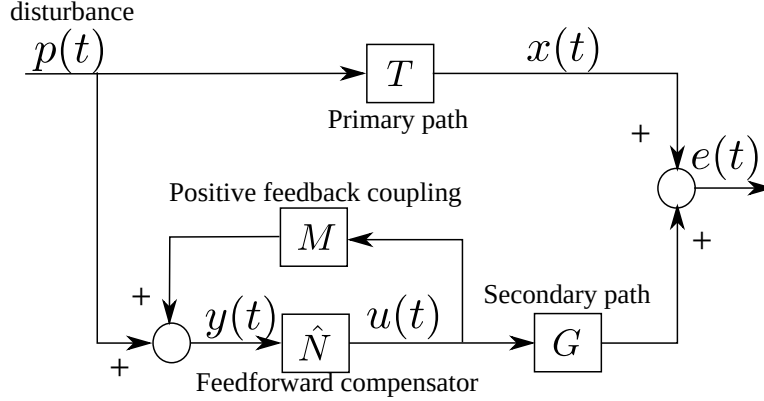 disturbance
p(t)
T
x(t)
Primary path
+
e(t)
Positive feedback coupling
M
+
+
Secondary path
y(t)
N̂
u(t)
G
+
Feedforward compensator